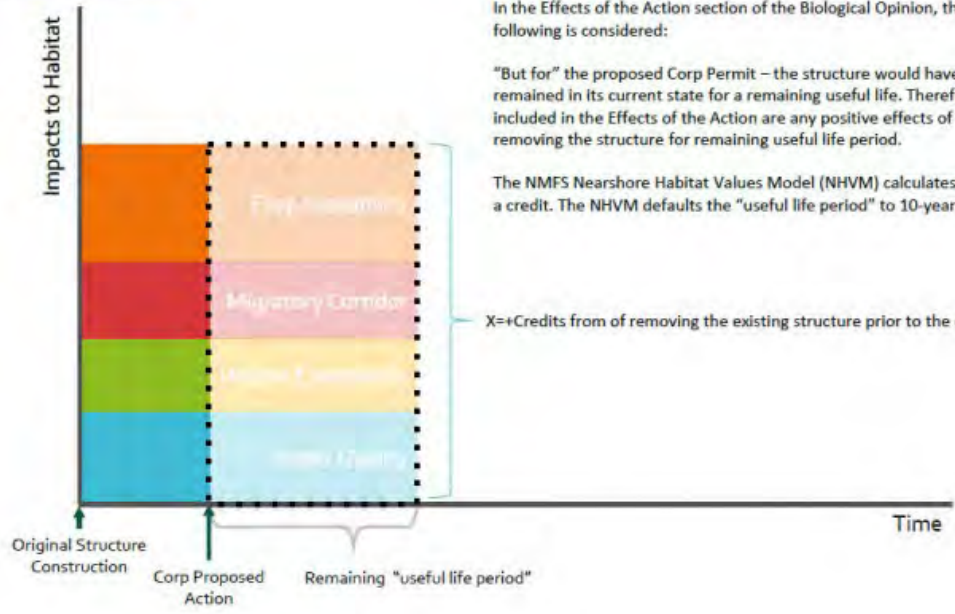 Impacts to Habitat
In the Effects of the Action section of the Biological Opinion, th
following is considered:
"But for" the proposed Corp Permit – the structure would have
remained in its current state for a remaining useful life. Theref
included in the Effects of the Action are any positive effects of
removing the structure for remaining useful life period.
The NMFS Nearshore Habitat Values Model (NHVM) calculates
a credit. The NHVM defaults the "useful life period" to 10-year
Migratory Corridor
X=+Credits from of removing the existing structure prior to the
Water Quality
Time
Original Structure
Construction
Corp Proposed
Action
Remaining "useful life period"